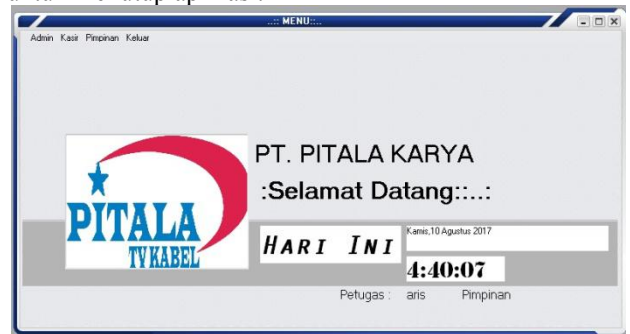 ..:: MENU::...
Admin Kasir Pimpinan Keluar
PT. PITALA KARYA
:Selamat Datang::...:
PITALA
TV KABEL
HARI INI
Kamis,10 Agustus 2017
4:40:07
Petugas : aris Pimpinan